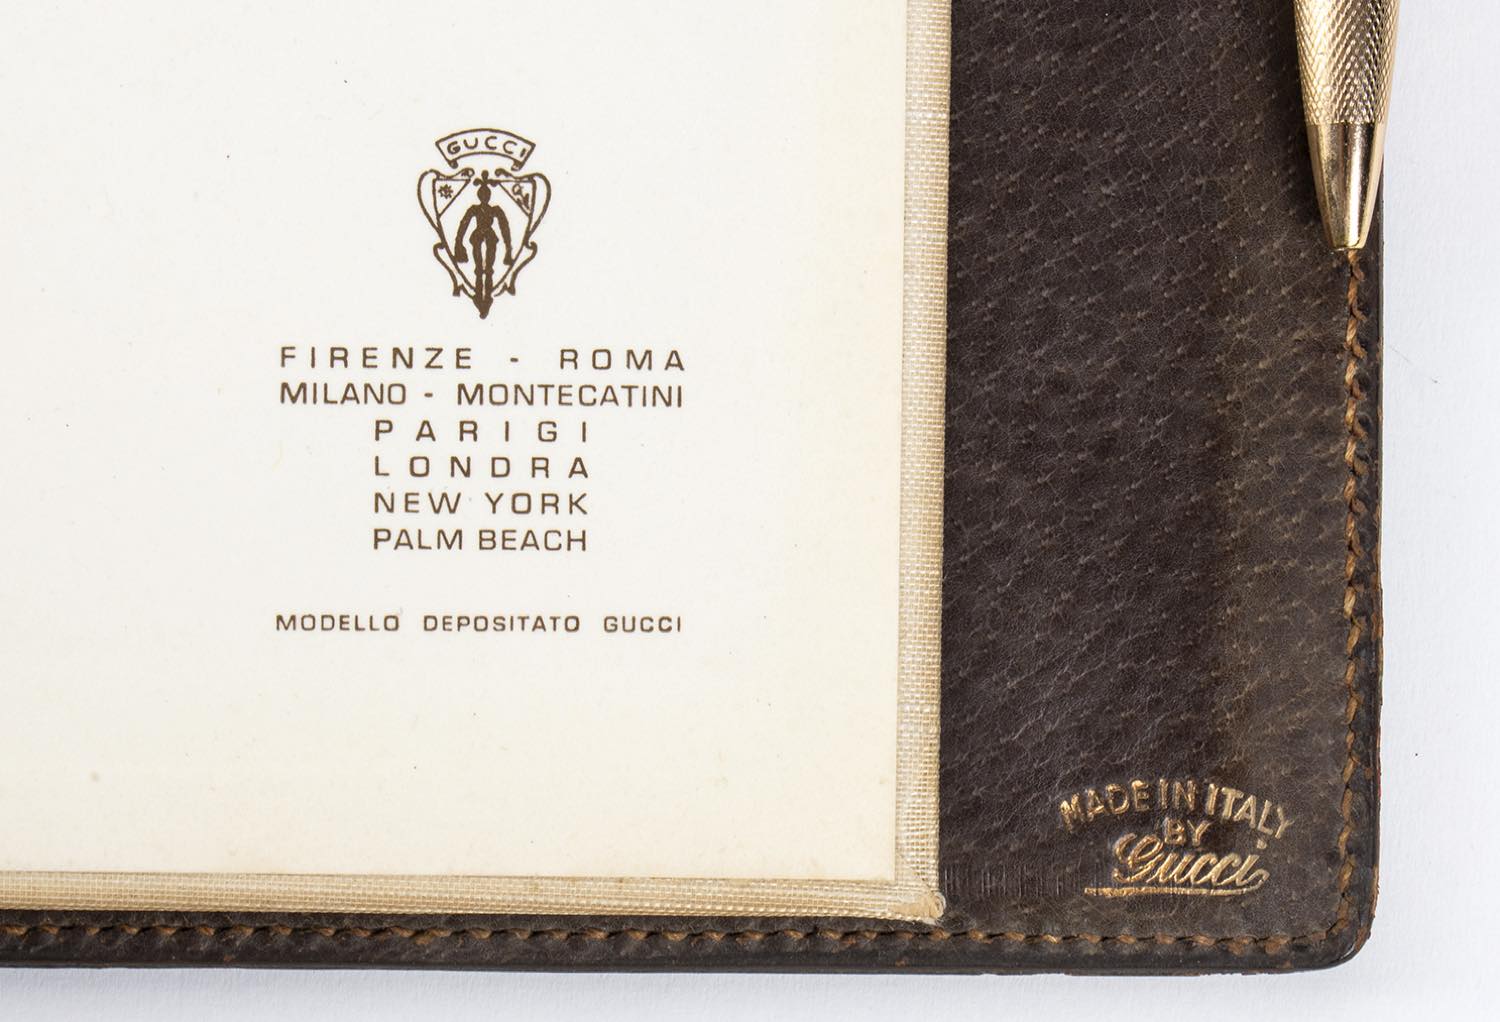 GUCCI
FIRENZE - ROMA
MILANO - MONTECATINI
PARIGI
LONDRA
NEW YORK
PALM BEACH
MODELLO DEPOSITATO GUCCI
MADE IN ITALY
BY
Gucci